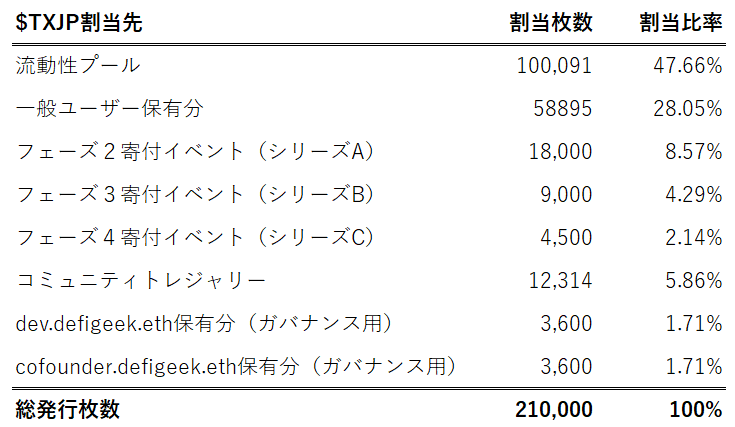 $TXJP割当先 割当枚数 割当比率
流動性プール 100,091 47.66%
一般ユーザー保有分 58895 28.05%
フェーズ２寄付イベント（シリーズA） 18,000 8.57%
フェーズ３寄付イベント（シリーズB） 9,000 4.29%
フェーズ４寄付イベント（シリーズC） 4,500 2.14%
コミュニティトレジャリー 12,314 5.86%
dev.defigeek.eth保有分（ガバナンス用） 3,600 1.71%
cofounder.defigeek.eth保有分（ガバナンス用） 3,600 1.71%
総発行枚数 210,000 100%